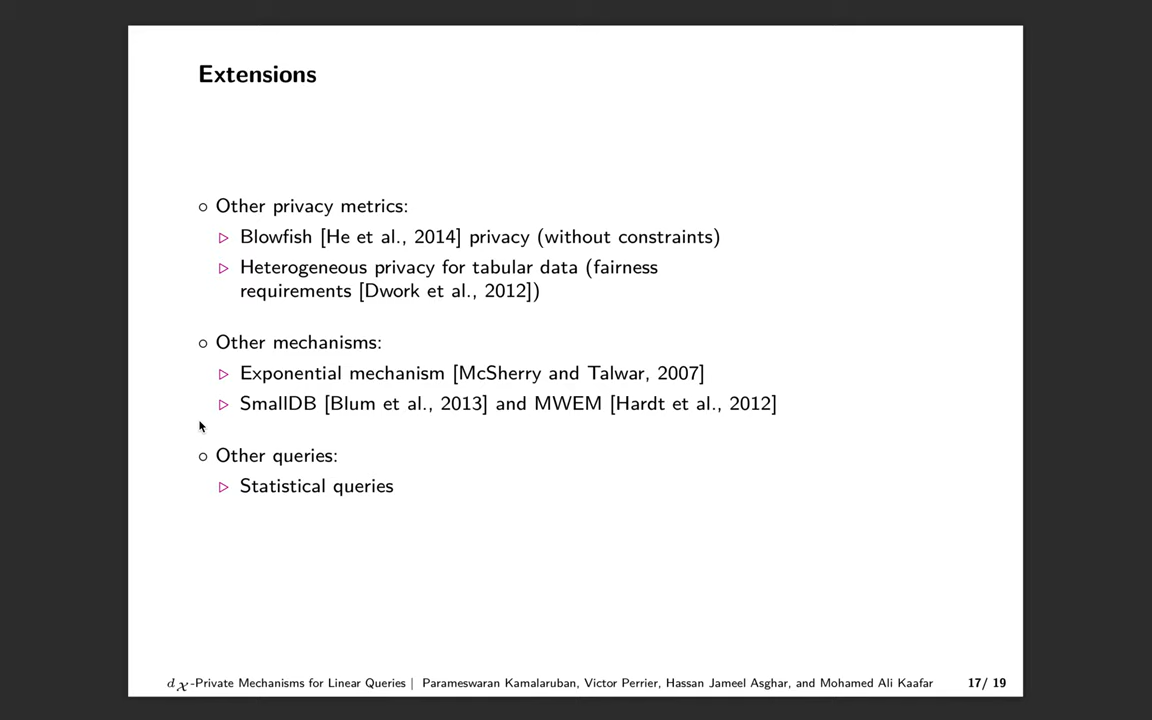 Extensions
○ Other privacy metrics:
▷ Blowfish [He et al., 2014] privacy (without constraints)
▷ Heterogeneous privacy for tabular data (fairness
requirements [Dwork et al., 2012])
○ Other mechanisms:
▷ Exponential mechanism [McSherry and Talwar, 2007]
▷ SmallDB [Blum et al., 2013] and MWEM [Hardt et al., 2012]
○ Other queries:
▷ Statistical queries
d𝒳-Private Mechanisms for Linear Queries | Parameswaran Kamalaruban, Victor Perrier, Hassan Jameel Asghar, and Mohamed Ali Kaafar 17/ 19